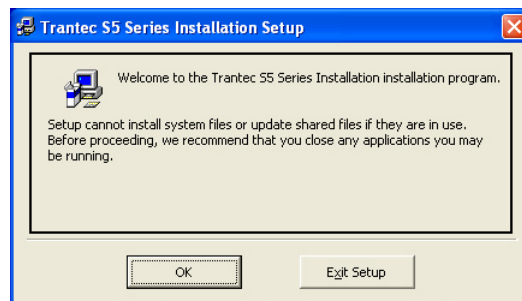 Trantec S5 Series Installation Setup
Welcome to the Trantec S5 Series Installation installation program.
Setup cannot install system files or update shared files if they are in use.
Before proceeding, we recommend that you close any applications you may
be running.
OK
Exit Setup